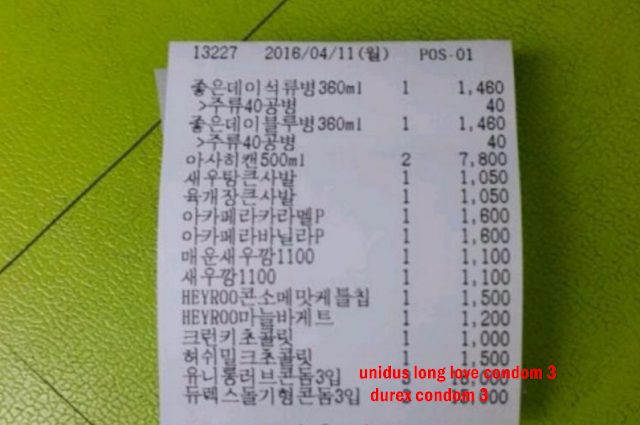 13227 2016/04/11(월) POS-01
좋은데이석류병360ml 1 1,460
>주류40공병 40
좋은데이블루병360ml 1 1,460
>주류40공병 40
아사히캔500ml 2 7,800
새우탕큰사발 1 1,050
육개장큰사발 1 1,050
아카페라카라멜P 1 1,600
아카페라바닐라P 1 1,600
매운새우깡1100 1 1,100
새우깡1100 1 1,100
HEYROO콘소메맛케틀칩 1 1,500
HEYROO마늘바게트 1 1,200
크런키초콜릿 1 1,000
허쉬밀크초콜릿 1 1,500
유니롱러브콘돔3입 unidus long love condom 3
듀렉스돌기형콘돔3입 durex condom 3